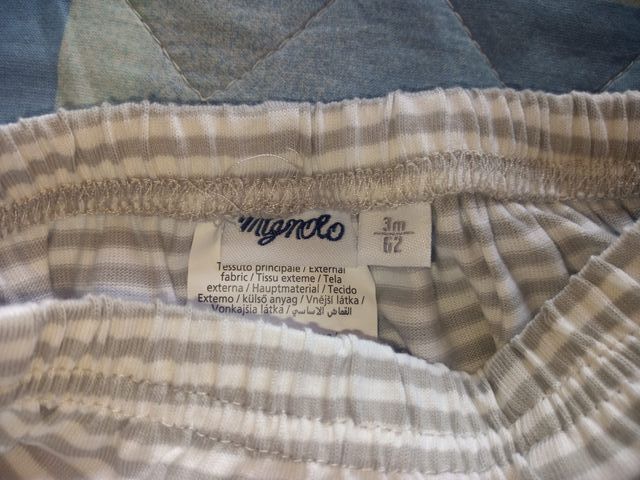 mignolo
3m
62
Tessuto principale / External
fabric / Tissu externe / Tela
externa / Hauptmaterial / Tecido
Externo / külső anyag / Vnější látka /
Vonkajšia látka / القماش الاساسي